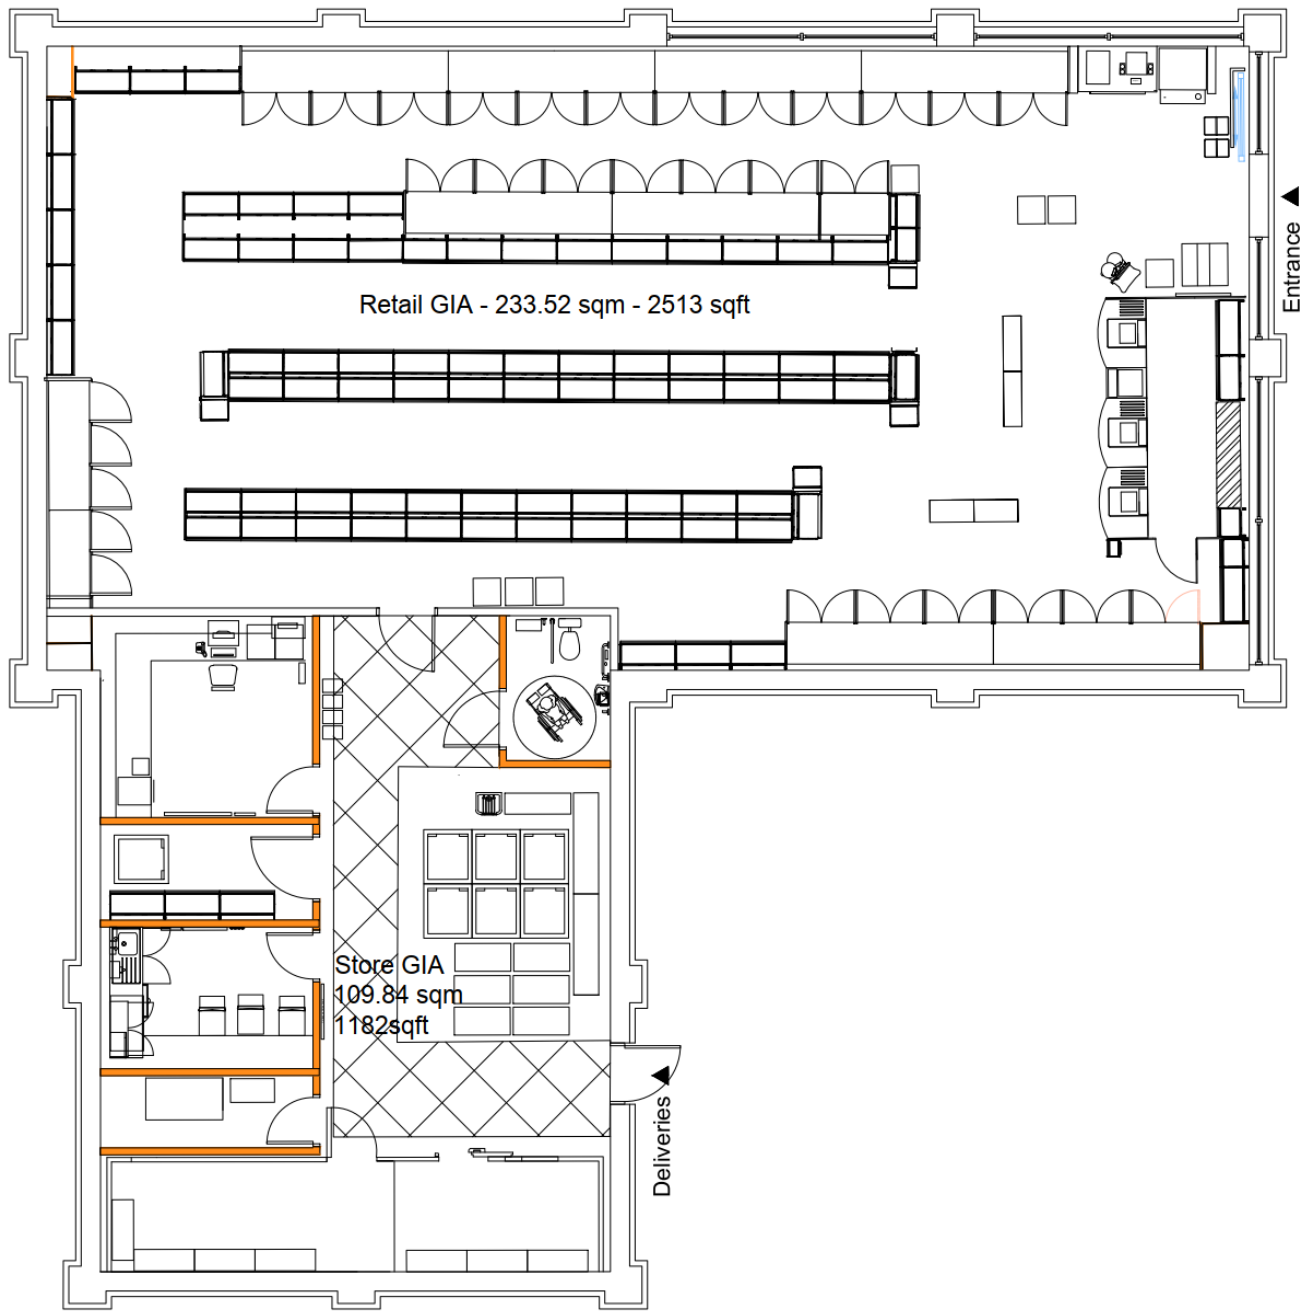 Retail GIA - 233.52 sqm - 2513 sqft
Entrance
Store GIA
109.84 sqm
1182sqft
Deliveries